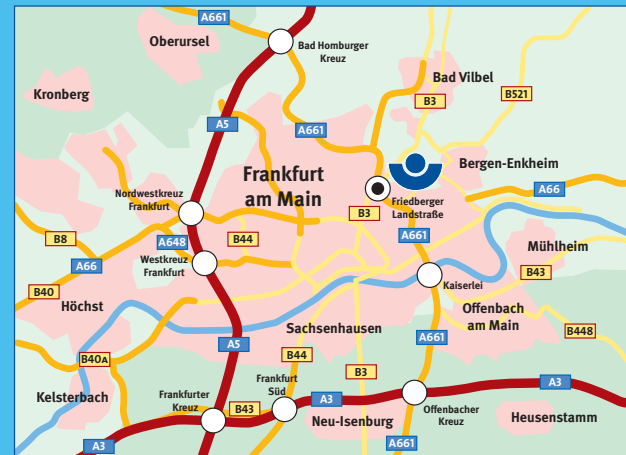 A661
Oberursel
Bad Homburger
Kreuz
Kronberg
Bad Vilbel
B3
B521
A5
A661
Frankfurt
am Main
Bergen-Enkheim
Nordwestkreuz
Frankfurt
Friedberger
Landstraße
A66
B3
A661
B8
A648
B44
Mühlheim
A66
Westkreuz
Frankfurt
B43
B40
Kaiserlei
Höchst
Offenbach
am Main
Sachsenhausen
B448
A661
A5
B44
B40A
B3
Kelsterbach
Frankfurt
Süd
A3
Frankfurter
Kreuz
B43
A3
Offenbacher
Kreuz
Neu-Isenburg
Heusenstamm
A3
A661